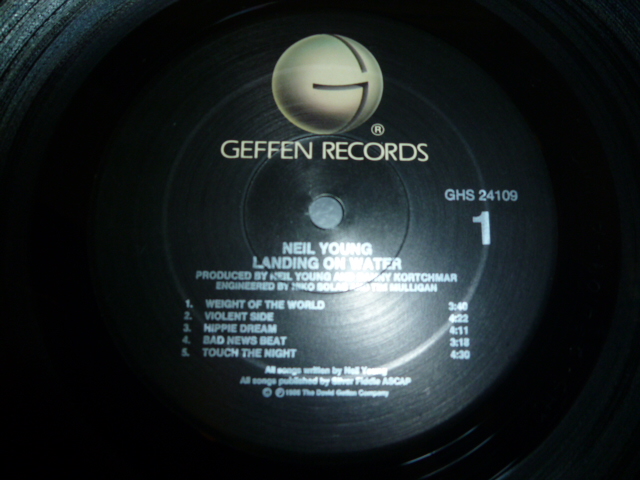 G
®
GEFFEN RECORDS
GHS 24109
1
NEIL YOUNG
LANDING ON WATER
PRODUCED BY NEIL YOUNG AND DANNY KORTCHMAR
ENGINEERED BY NIKO BOLAS AND TIM MULLIGAN
1. WEIGHT OF THE WORLD 3:40
2. VIOLENT SIDE 4:22
3. HIPPIE DREAM 4:11
4. BAD NEWS BEAT 3:18
5. TOUCH THE NIGHT 4:30
All songs written by Neil Young
All songs published by Silver Fiddle ASCAP
© ℗ 1986 The David Geffen Company